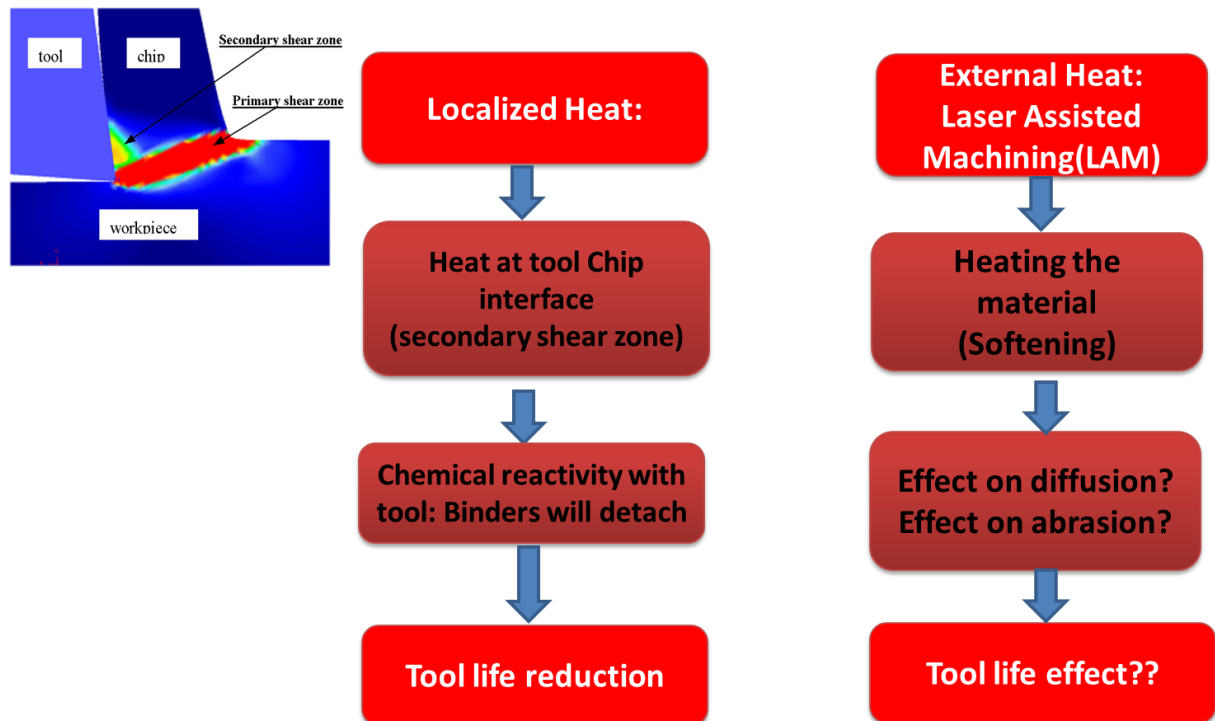 Secondary shear zone
tool
chip
Primary shear zone
workpiece
Localized Heat:
Heat at tool Chip
interface
(secondary shear zone)
Chemical reactivity with
tool: Binders will detach
Tool life reduction
External Heat:
Laser Assisted
Machining(LAM)
Heating the
material
(Softening)
Effect on diffusion?
Effect on abrasion?
Tool life effect??